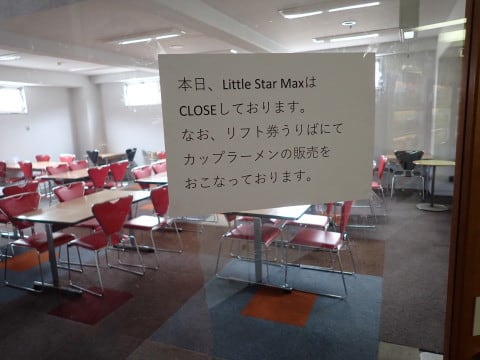 本日、Little Star Maxは
CLOSEしております。
なお、リフト券うりばにて
カップラーメンの販売を
おこなっております。